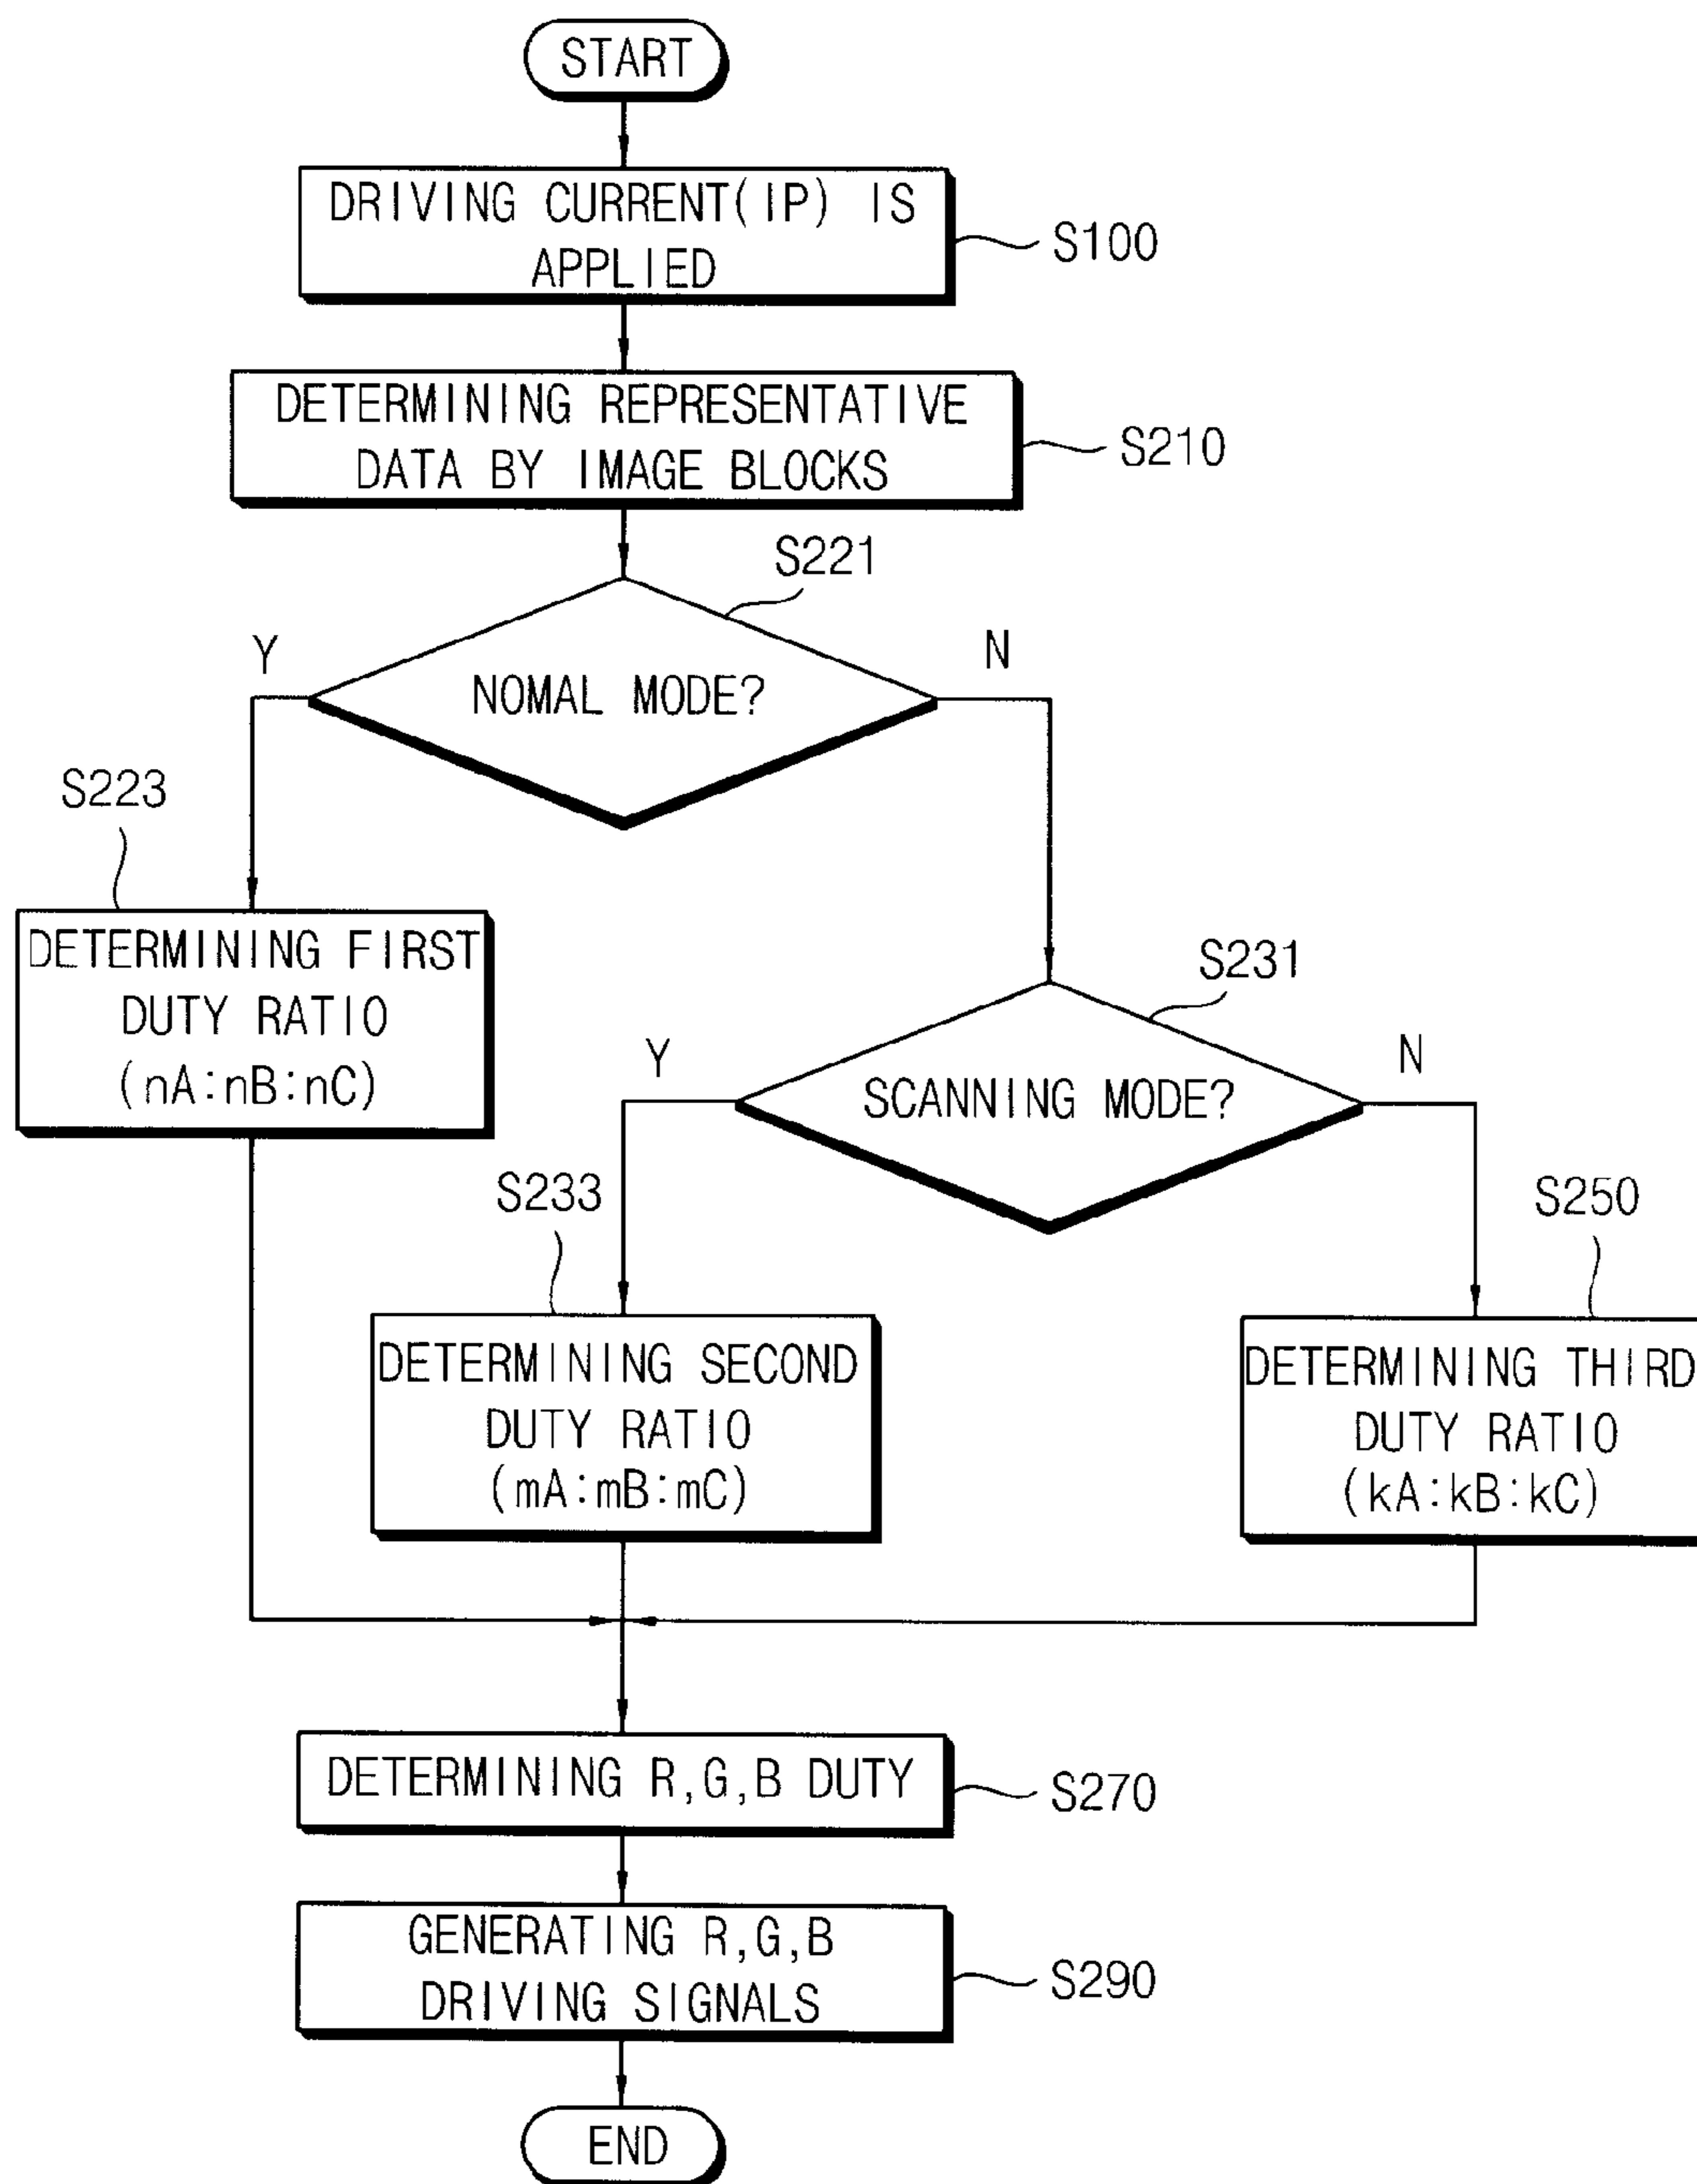 START
DRIVING CURRENT(IP) IS
APPLIED
S100
DETERMINING REPRESENTATIVE
DATA BY IMAGE BLOCKS
S210
S221
Y
N
NOMAL MODE?
S223
DETERMINING FIRST
DUTY RATIO
(nA:nB:nC)
S231
Y
N
SCANNING MODE?
S233
S250
DETERMINING SECOND
DUTY RATIO
(mA:mB:mC)
DETERMINING THIRD
DUTY RATIO
(kA:kB:kC)
DETERMINING R,G,B DUTY
S270
GENERATING R,G,B
DRIVING SIGNALS
S290
END